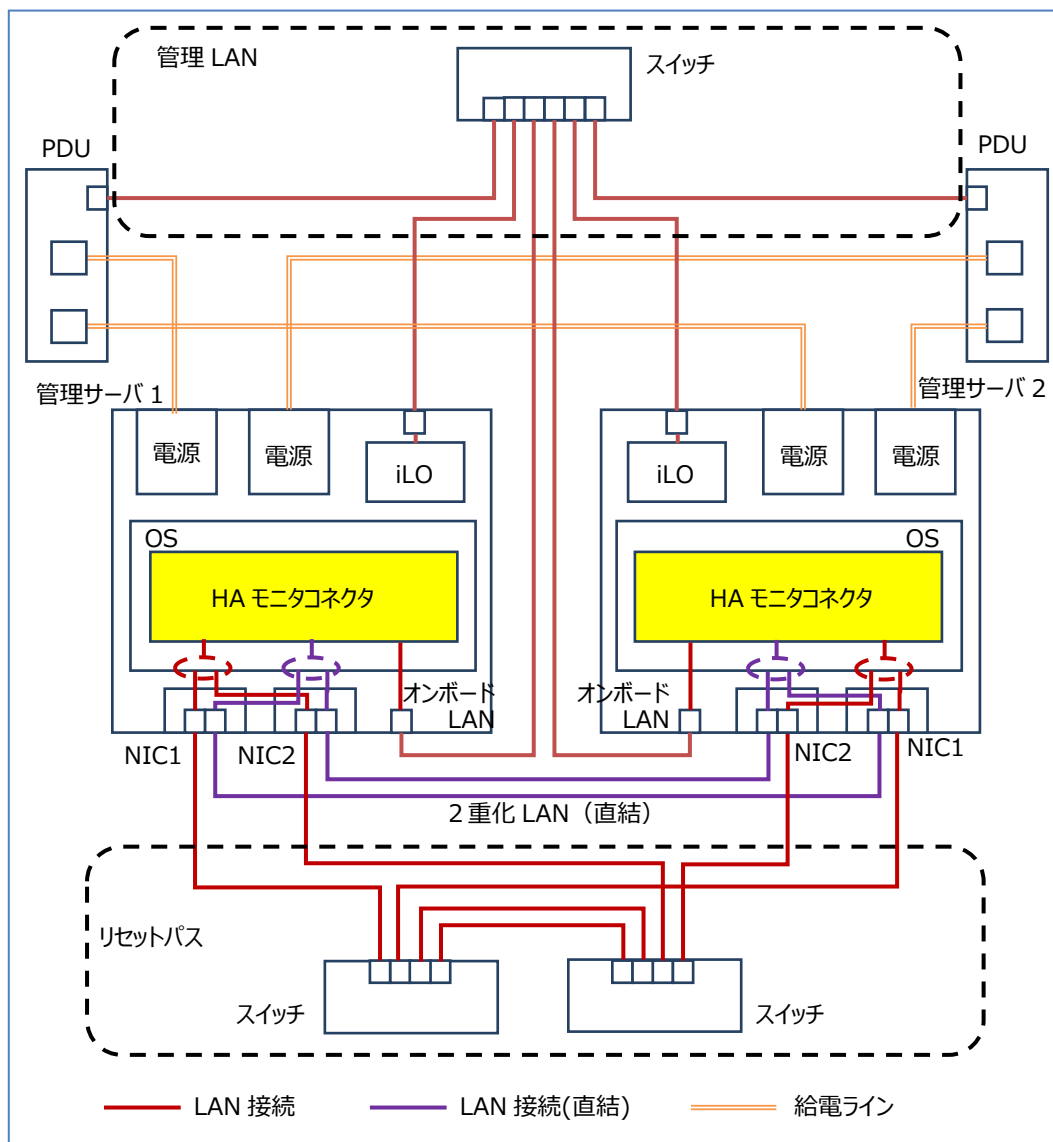 管理 LAN
スイッチ
PDU
PDU
管理サーバ 1
管理サーバ 2
電源
電源
iLO
iLO
電源
電源
OS
OS
HA モニタコネクタ
HA モニタコネクタ
オンボード
LAN
オンボード
LAN
NIC1
NIC2
NIC2
NIC1
２重化 LAN（直結）
リセットパス
スイッチ
スイッチ
LAN 接続
LAN 接続(直結)
給電ライン